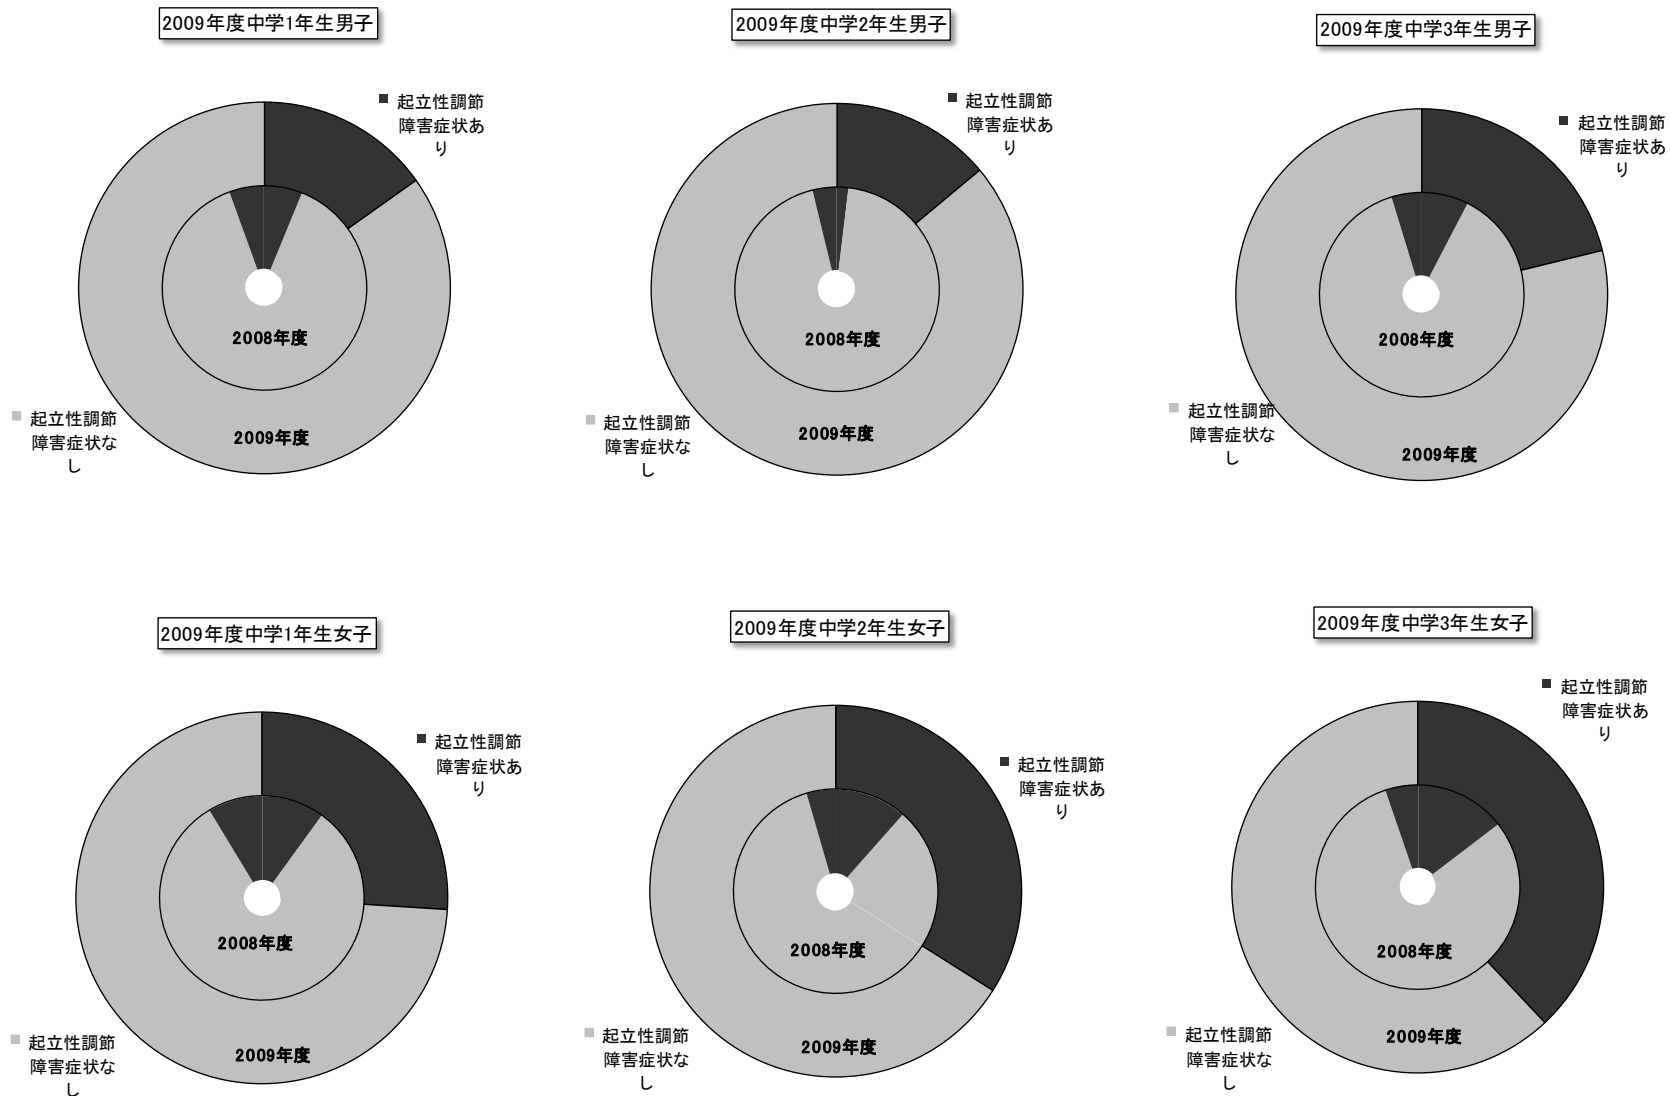 2009年度中学1年生男子
起立性調節
障害症状あ
り
2008年度
起立性調節
障害症状な
し
2009年度
2009年度中学2年生男子
起立性調節
障害症状あ
り
2008年度
起立性調節
障害症状な
し
2009年度
2009年度中学3年生男子
起立性調節
障害症状あ
り
2008年度
起立性調節
障害症状な
し
2009年度
2009年度中学1年生女子
起立性調節
障害症状あ
り
2008年度
起立性調節
障害症状な
し
2009年度
2009年度中学2年生女子
起立性調節
障害症状あ
り
2008年度
起立性調節
障害症状な
し
2009年度
2009年度中学3年生女子
起立性調節
障害症状あ
り
2008年度
起立性調節
障害症状な
し
2009年度